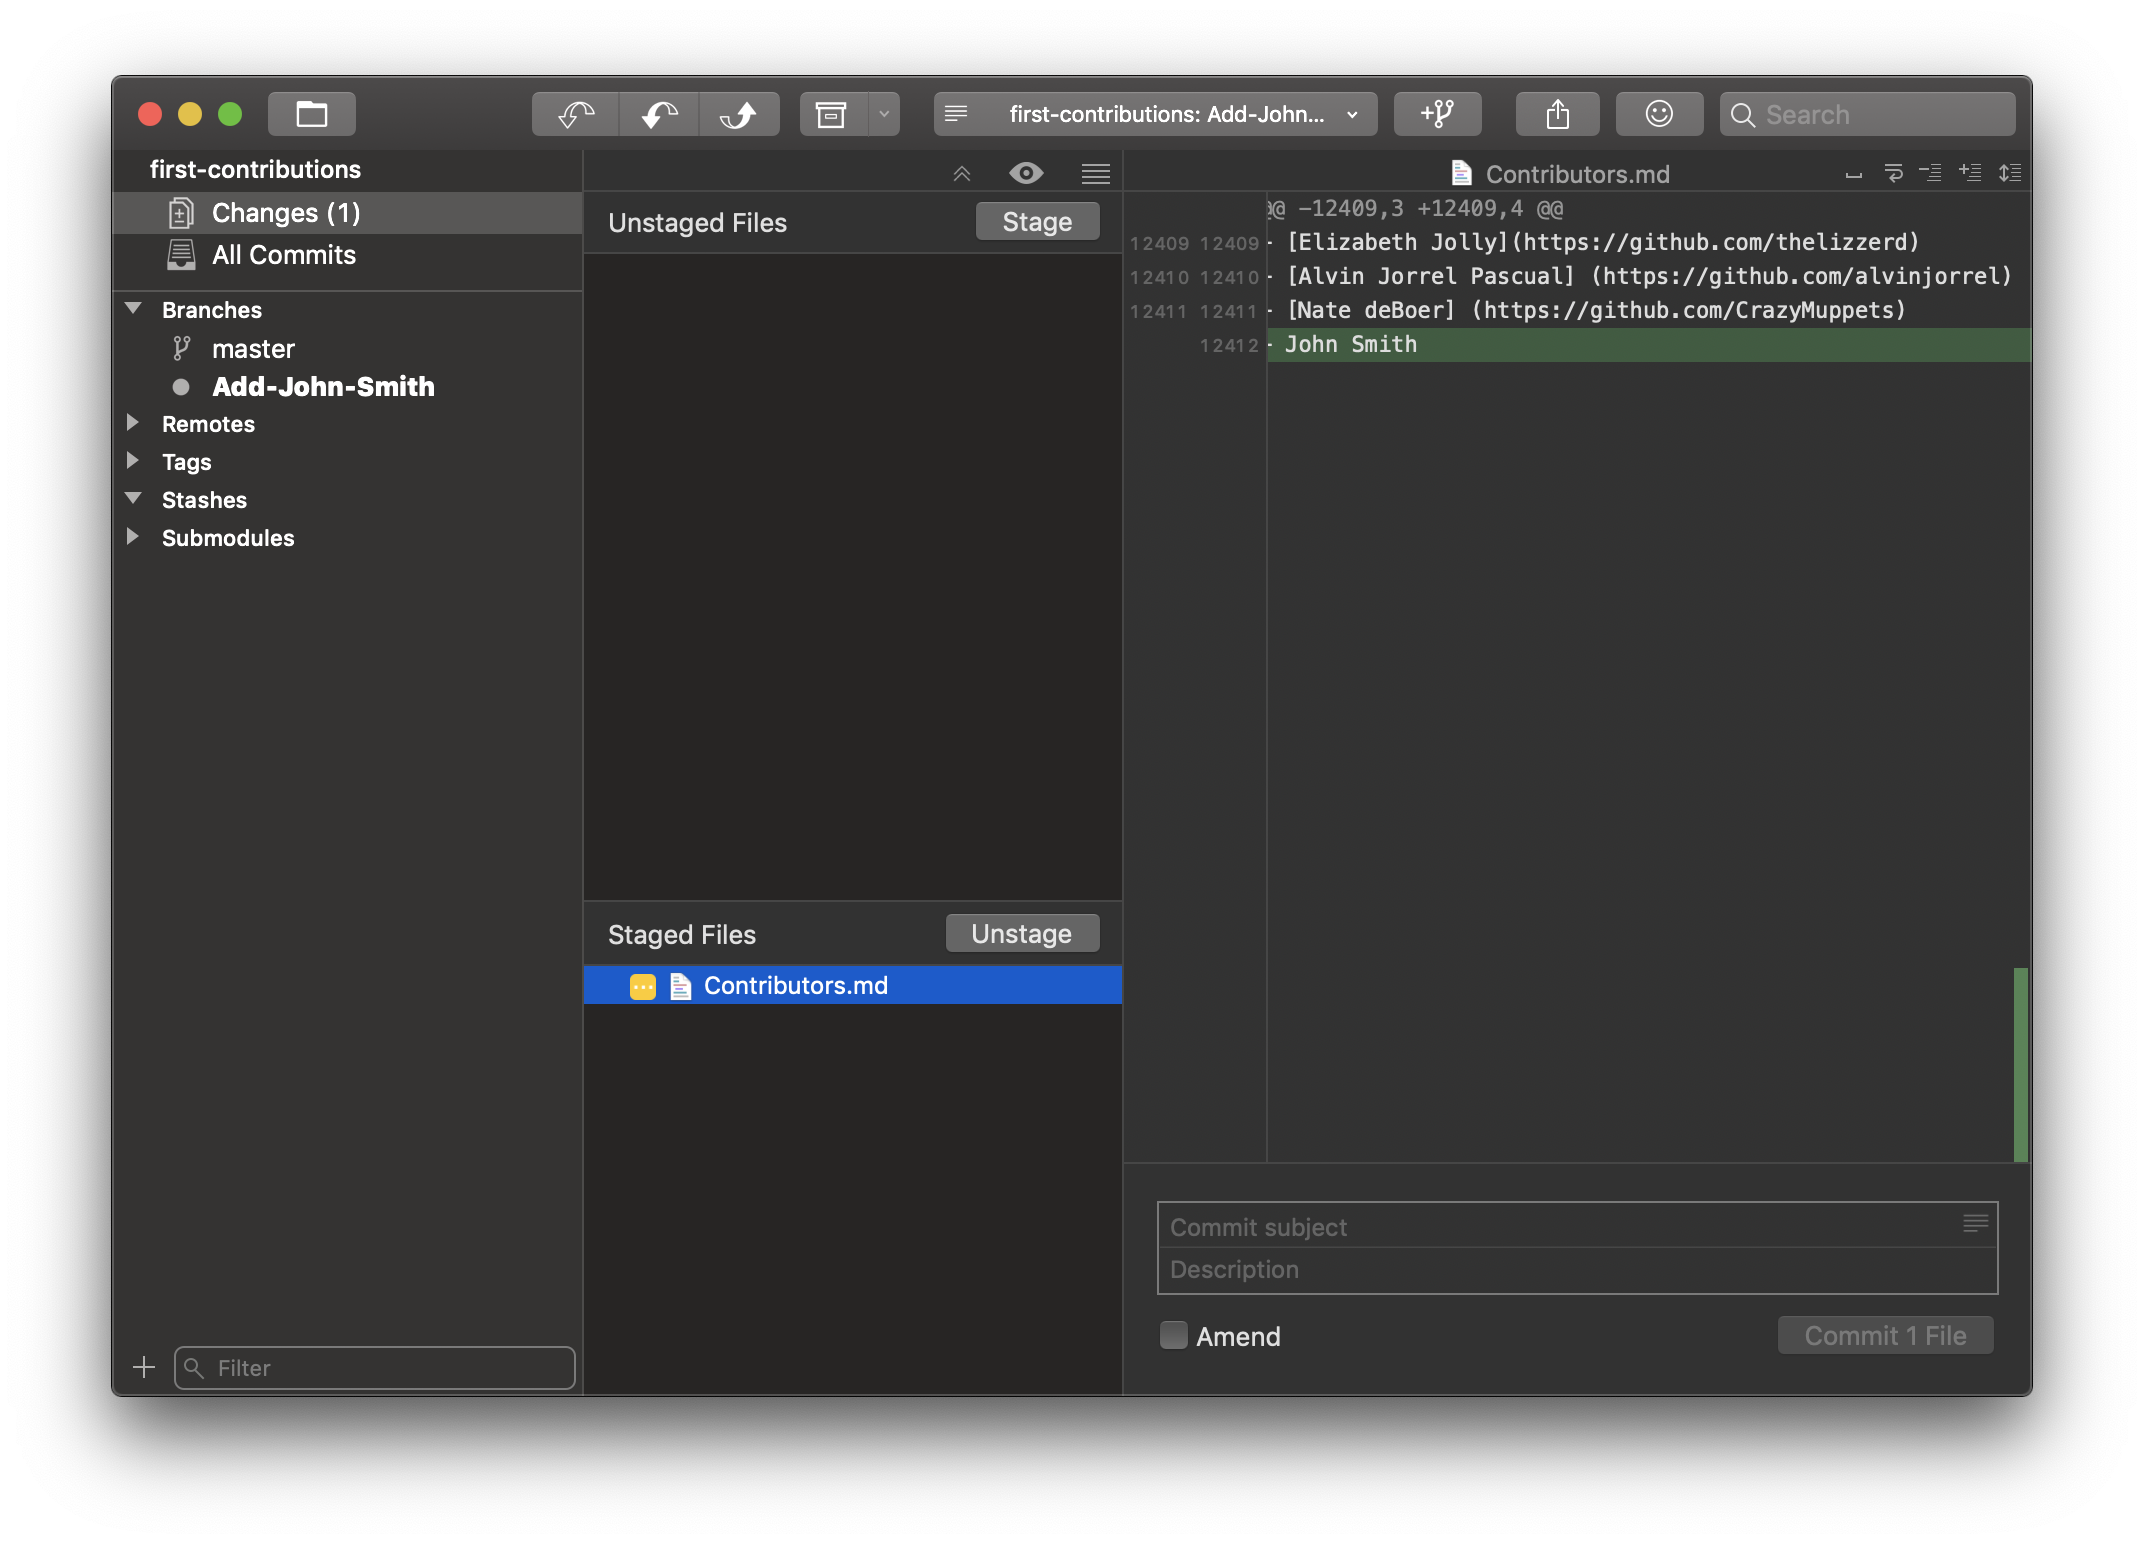 first-contributions: Add-John...
Search
first-contributions
Changes (1)
All Commits
Branches
master
Add-John-Smith
Remotes
Tags
Stashes
Submodules
Filter
Unstaged Files
Stage
Staged Files
Unstage
Contributors.md
Contributors.md
@@ -12409,3 +12409,4 @@
12409 12409 - [Elizabeth Jolly](https://github.com/thelizzerd)
12410 12410 - [Alvin Jorrel Pascual] (https://github.com/alvinjorrel)
12411 12411 - [Nate deBoer] (https://github.com/CrazyMuppets)
12412 - John Smith
Commit subject
Description
Amend
Commit 1 File